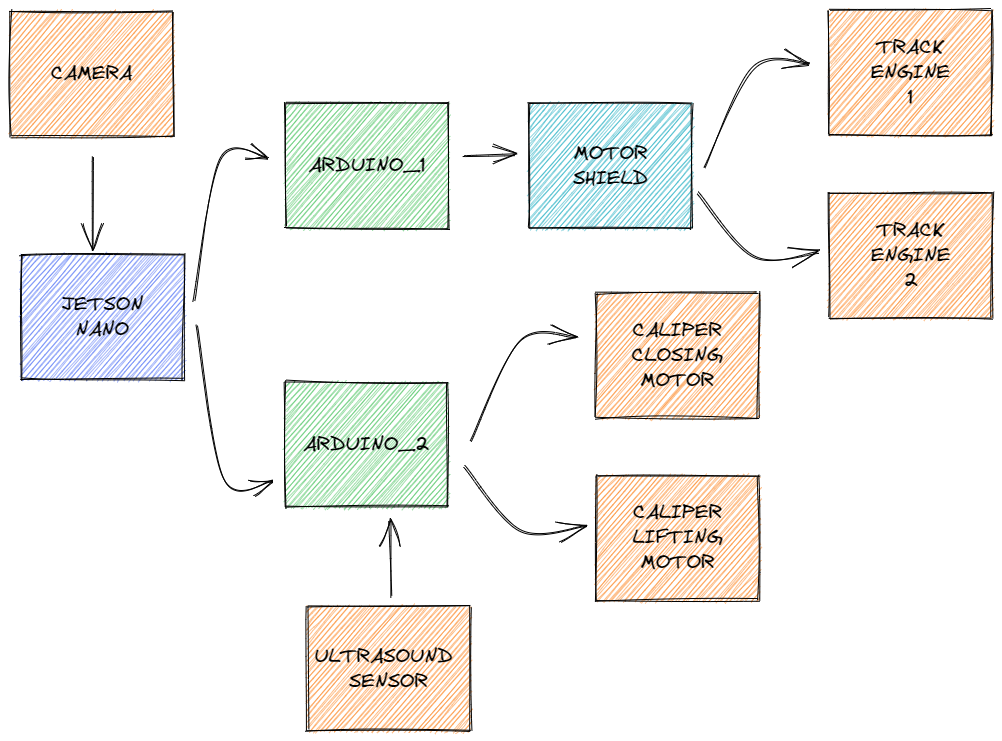 CAMERA
TRACK
ENGINE
1
ARDUINO_1
MOTOR
SHIELD
TRACK
ENGINE
2
JETSON
NANO
CALIPER
CLOSING
MOTOR
ARDUINO_2
CALIPER
LIFTING
MOTOR
ULTRASOUND
SENSOR